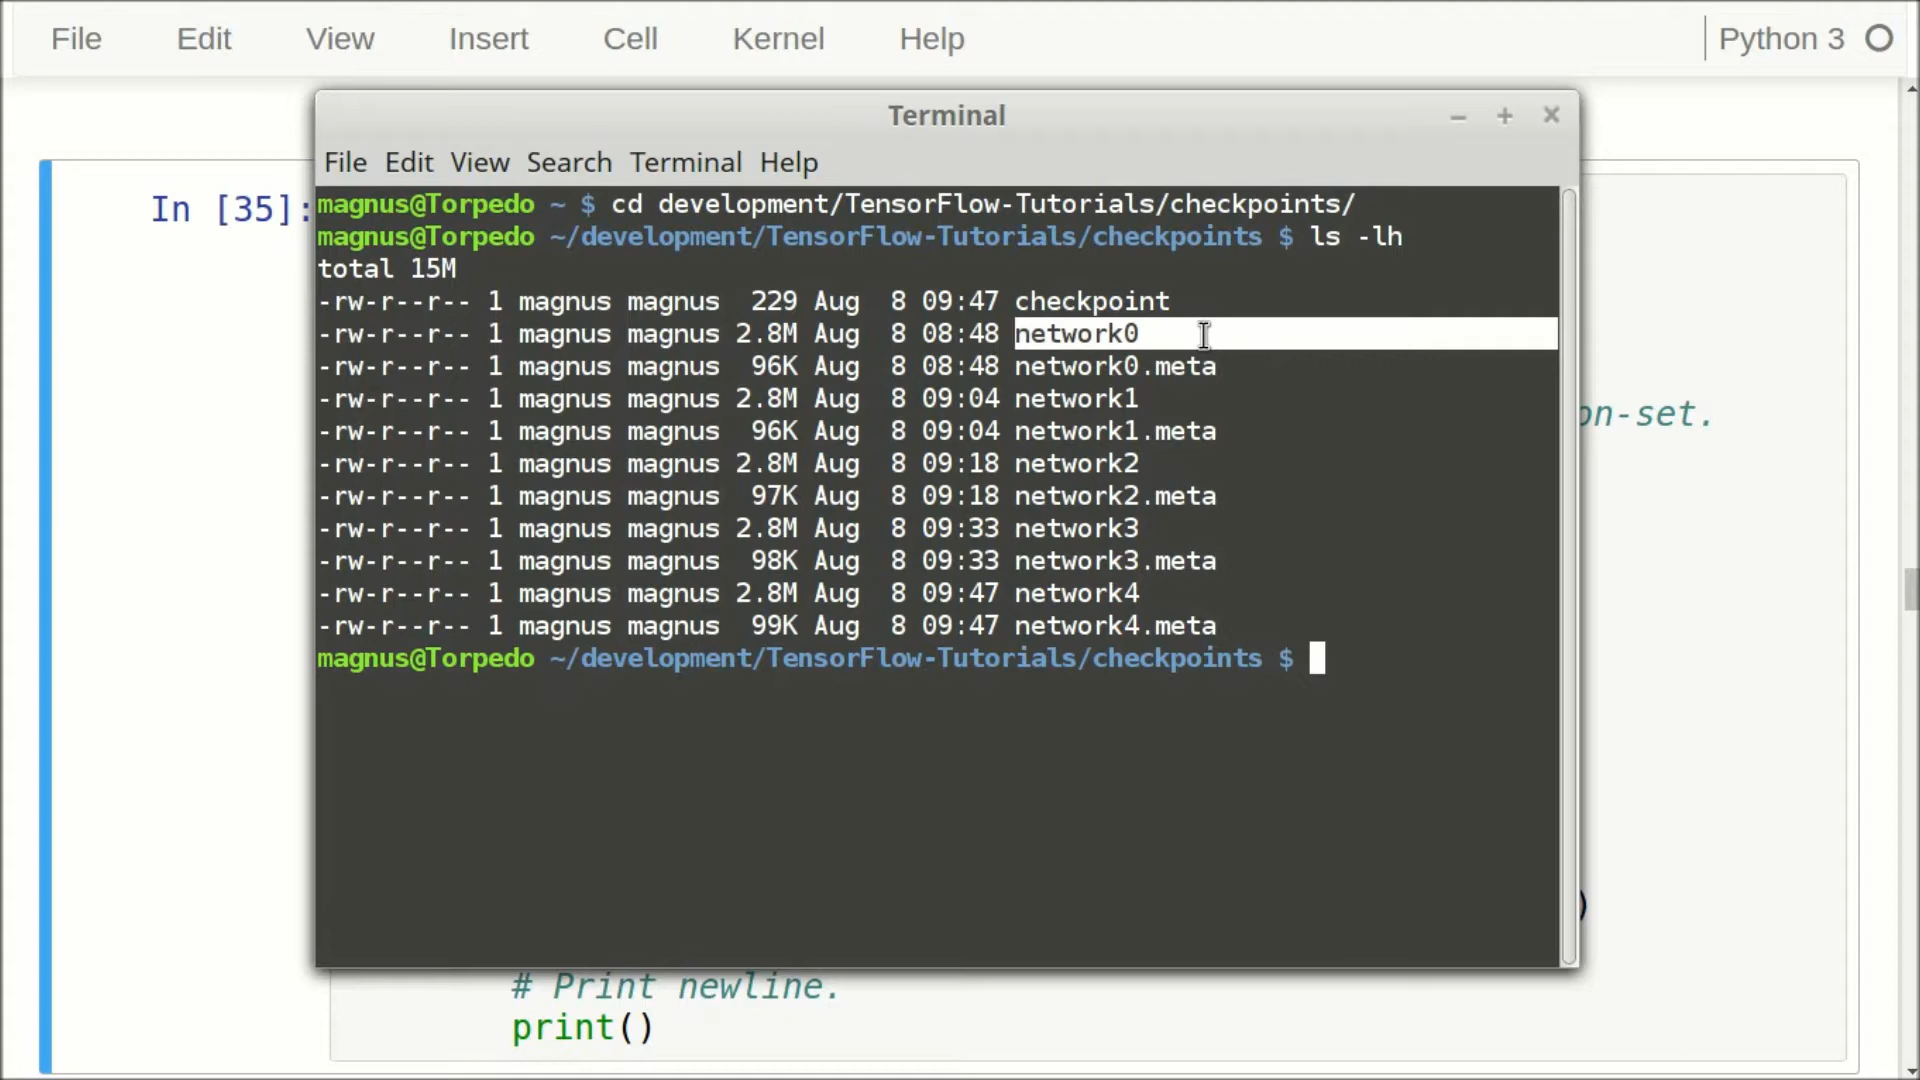 File Edit View Insert Cell Kernel Help Python 3
Terminal
File Edit View Search Terminal Help
In [35]:
magnus@Torpedo ~ $ cd development/TensorFlow-Tutorials/checkpoints/
magnus@Torpedo ~/development/TensorFlow-Tutorials/checkpoints $ ls -lh
total 15M
-rw-r--r-- 1 magnus magnus  229 Aug  8 09:47 checkpoint
-rw-r--r-- 1 magnus magnus 2.8M Aug  8 08:48 network0
-rw-r--r-- 1 magnus magnus  96K Aug  8 08:48 network0.meta
-rw-r--r-- 1 magnus magnus 2.8M Aug  8 09:04 network1
-rw-r--r-- 1 magnus magnus  96K Aug  8 09:04 network1.meta
-rw-r--r-- 1 magnus magnus 2.8M Aug  8 09:18 network2
-rw-r--r-- 1 magnus magnus  97K Aug  8 09:18 network2.meta
-rw-r--r-- 1 magnus magnus 2.8M Aug  8 09:33 network3
-rw-r--r-- 1 magnus magnus  98K Aug  8 09:33 network3.meta
-rw-r--r-- 1 magnus magnus 2.8M Aug  8 09:47 network4
-rw-r--r-- 1 magnus magnus  99K Aug  8 09:47 network4.meta
magnus@Torpedo ~/development/TensorFlow-Tutorials/checkpoints $
on-set.
)
# Print newline.
print()